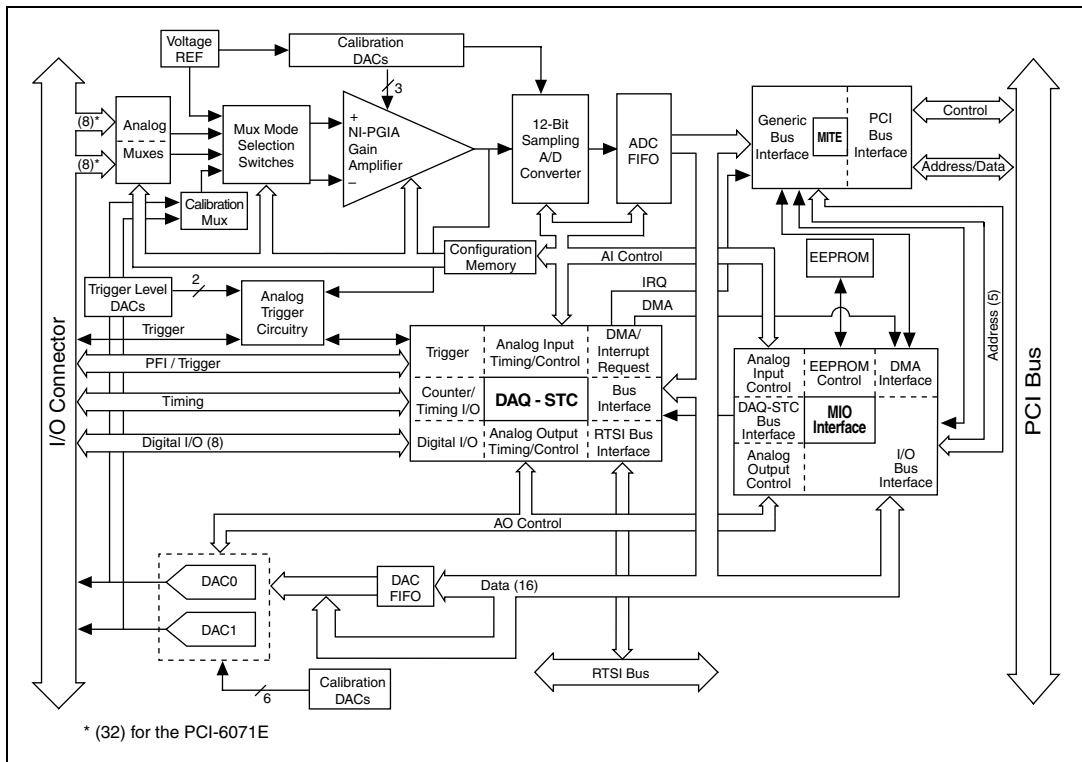 Voltage
REF
Calibration
DACs
3
(8)*
(8)*
Analog
Muxes
Mux Mode
Selection
Switches
+
NI-PGIA
Gain
Amplifier
–
12-Bit
Sampling
A/D
Converter
ADC
FIFO
Generic
Bus
Interface
MITE
PCI
Bus
Interface
Control
Address/Data
Calibration
Mux
Configuration
Memory
AI Control
EEPROM
IRQ
DMA
Address (5)
Trigger Level
DACs
2
Analog
Trigger
Circuitry
Trigger
PFI / Trigger
Timing
Digital I/O (8)
I/O Connector
PCI Bus
Trigger
Analog Input
Timing/Control
DMA/
Interrupt
Request
Counter/
Timing I/O
DAQ - STC
Bus
Interface
Digital I/O
Analog Output
Timing/Control
RTSI Bus
Interface
Analog
Input
Control
EEPROM
Control
DMA
Interface
DAQ-STC
Bus
Interface
MIO
Interface
Analog
Output
Control
I/O
Bus
Interface
AO Control
DAC0
DAC1
DAC
FIFO
Data (16)
6
Calibration
DACs
RTSI Bus
* (32) for the PCI-6071E